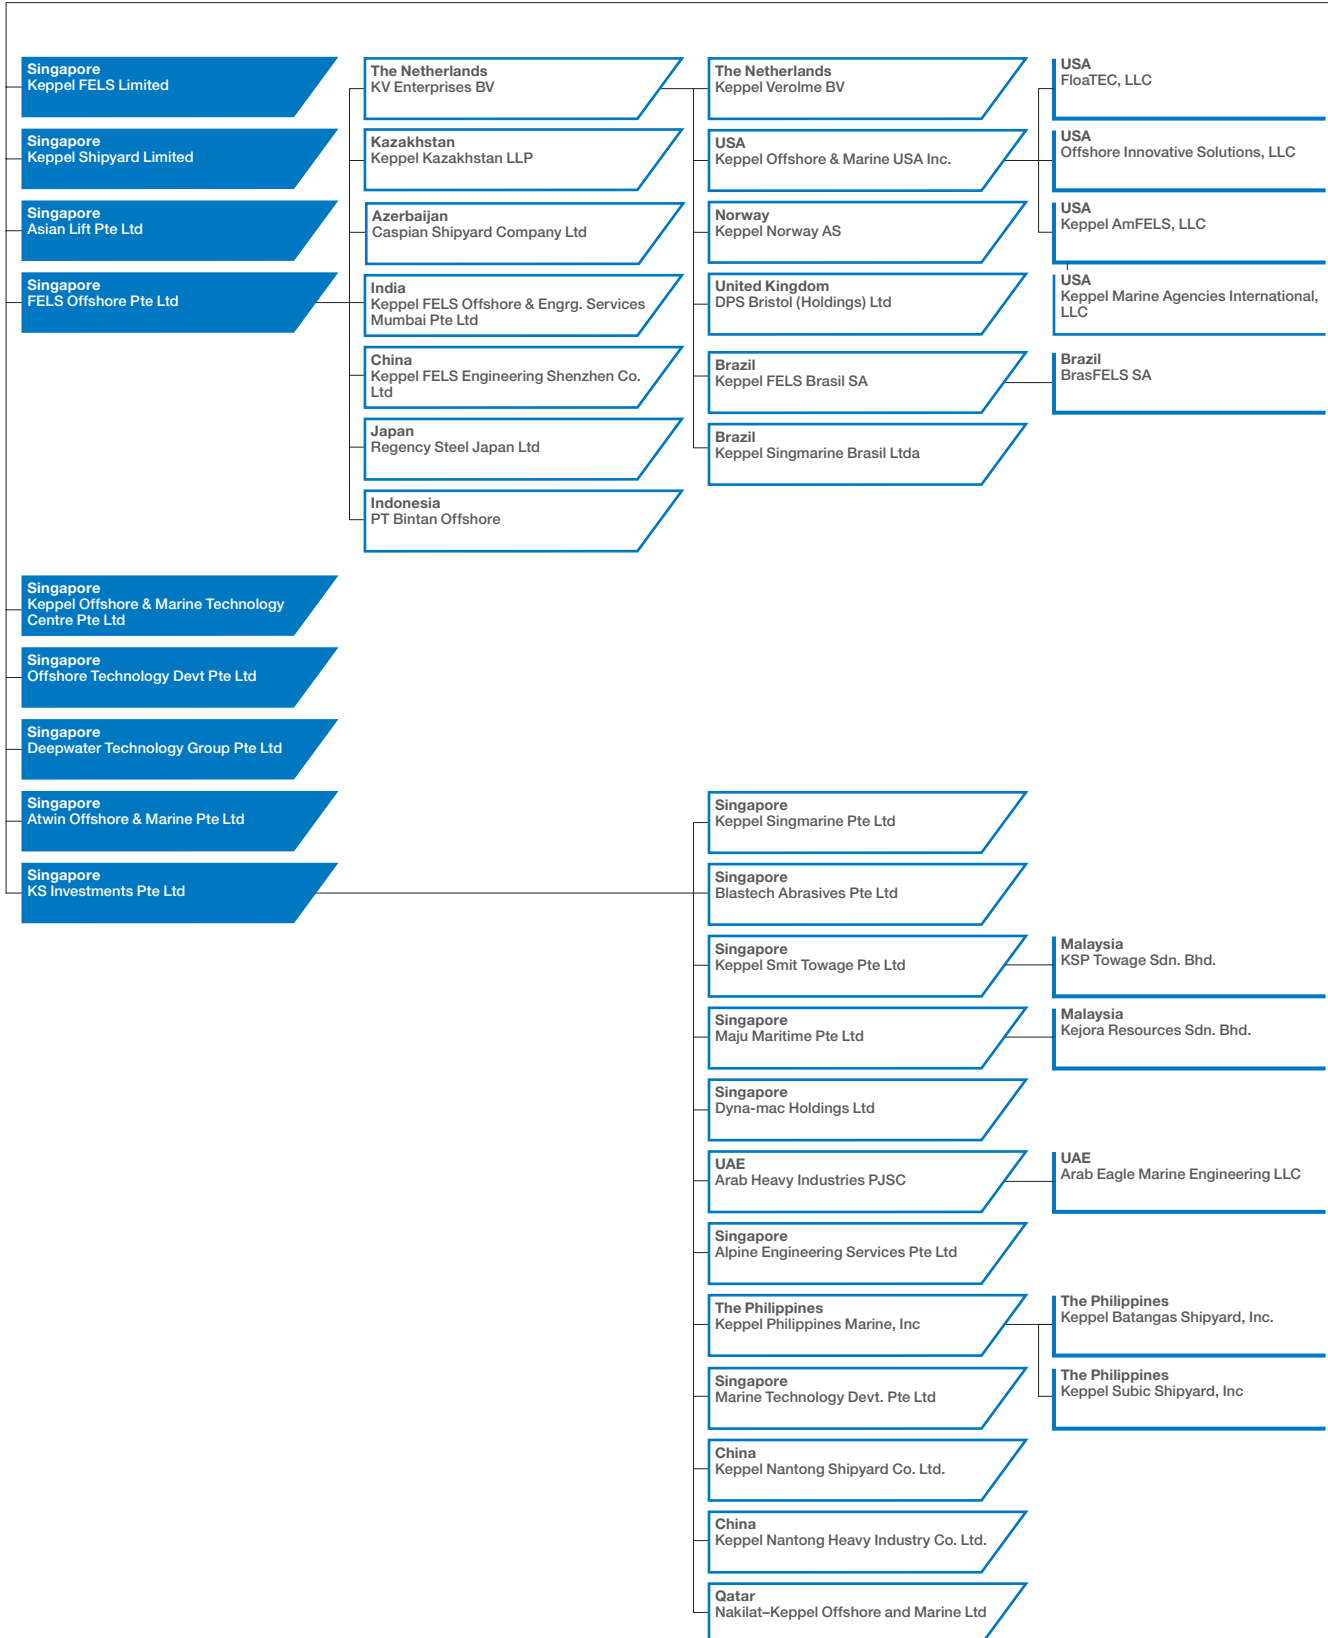 Singapore
Keppel FELS Limited
Singapore
Keppel Shipyard Limited
Singapore
Asian Lift Pte Ltd
Singapore
FELS Offshore Pte Ltd
The Netherlands
KV Enterprises BV
Kazakhstan
Keppel Kazakhstan LLP
Azerbaijan
Caspian Shipyard Company Ltd
India
Keppel FELS Offshore & Engrg. Services
Mumbai Pte Ltd
China
Keppel FELS Engineering Shenzhen Co.
Ltd
Japan
Regency Steel Japan Ltd
Indonesia
PT Bintan Offshore
The Netherlands
Keppel Verolme BV
USA
Keppel Offshore & Marine USA Inc.
Norway
Keppel Norway AS
United Kingdom
DPS Bristol (Holdings) Ltd
Brazil
Keppel FELS Brasil SA
Brazil
Keppel Singmarine Brasil Ltda
USA
FloaTEC, LLC
USA
Offshore Innovative Solutions, LLC
USA
Keppel AmFELS, LLC
USA
Keppel Marine Agencies International,
LLC
Brazil
BrasFELS SA
Singapore
Keppel Offshore & Marine Technology
Centre Pte Ltd
Singapore
Offshore Technology Devt Pte Ltd
Singapore
Deepwater Technology Group Pte Ltd
Singapore
Atwin Offshore & Marine Pte Ltd
Singapore
KS Investments Pte Ltd
Singapore
Keppel Singmarine Pte Ltd
Singapore
Blastech Abrasives Pte Ltd
Singapore
Keppel Smit Towage Pte Ltd
Singapore
Maju Maritime Pte Ltd
Singapore
Dyna-mac Holdings Ltd
UAE
Arab Heavy Industries PJSC
Singapore
Alpine Engineering Services Pte Ltd
The Philippines
Keppel Philippines Marine, Inc
Singapore
Marine Technology Devt. Pte Ltd
China
Keppel Nantong Shipyard Co. Ltd.
China
Keppel Nantong Heavy Industry Co. Ltd.
Qatar
Nakilat–Keppel Offshore and Marine Ltd
Malaysia
KSP Towage Sdn. Bhd.
Malaysia
Kejora Resources Sdn. Bhd.
UAE
Arab Eagle Marine Engineering LLC
The Philippines
Keppel Batangas Shipyard, Inc.
The Philippines
Keppel Subic Shipyard, Inc